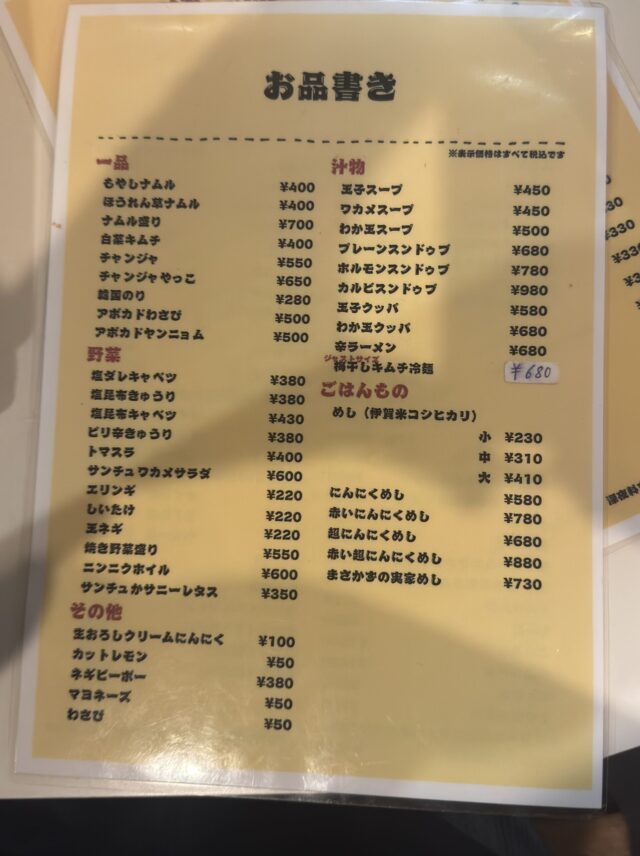 お品書き
※表示価格はすべて税込です
一品
もやしナムル ¥400
ほうれん草ナムル ¥400
ナムル盛り ¥700
白菜キムチ ¥400
チャンジャ ¥550
チャンジャやっこ ¥650
韓国のり ¥280
アボカドわさび ¥500
アボカドヤンニョム ¥500
野菜
塩ダレキャベツ ¥380
塩昆布きゅうり ¥380
塩昆布キャベツ ¥430
ピリ辛きゅうり ¥380
トマスラ ¥400
サンチュワカメサラダ ¥600
エリンギ ¥220
しいたけ ¥220
玉ネギ ¥220
焼き野菜盛り ¥550
ニンニクホイル ¥600
サンチュかサニーレタス ¥350
その他
生おろしクリームにんにく ¥100
カットレモン ¥50
ネギビーボー ¥380
マヨネーズ ¥50
わさび ¥50
汁物
玉子スープ ¥450
ワカメスープ ¥450
わか玉スープ ¥500
プレーンスンドゥブ ¥680
ホルモンスンドゥブ ¥780
カルビスンドゥブ ¥980
玉子クッパ ¥580
わか玉クッパ ¥680
辛ラーメン ¥680
ジャストサイズ
梅干しキムチ冷麺 ¥680
ごはんもの
めし（伊賀米コシヒカリ）
小 ¥230
中 ¥310
大 ¥410
にんにくめし ¥580
赤いにんにくめし ¥780
超にんにくめし ¥680
赤い超にんにくめし ¥880
まさかずの実家めし ¥730